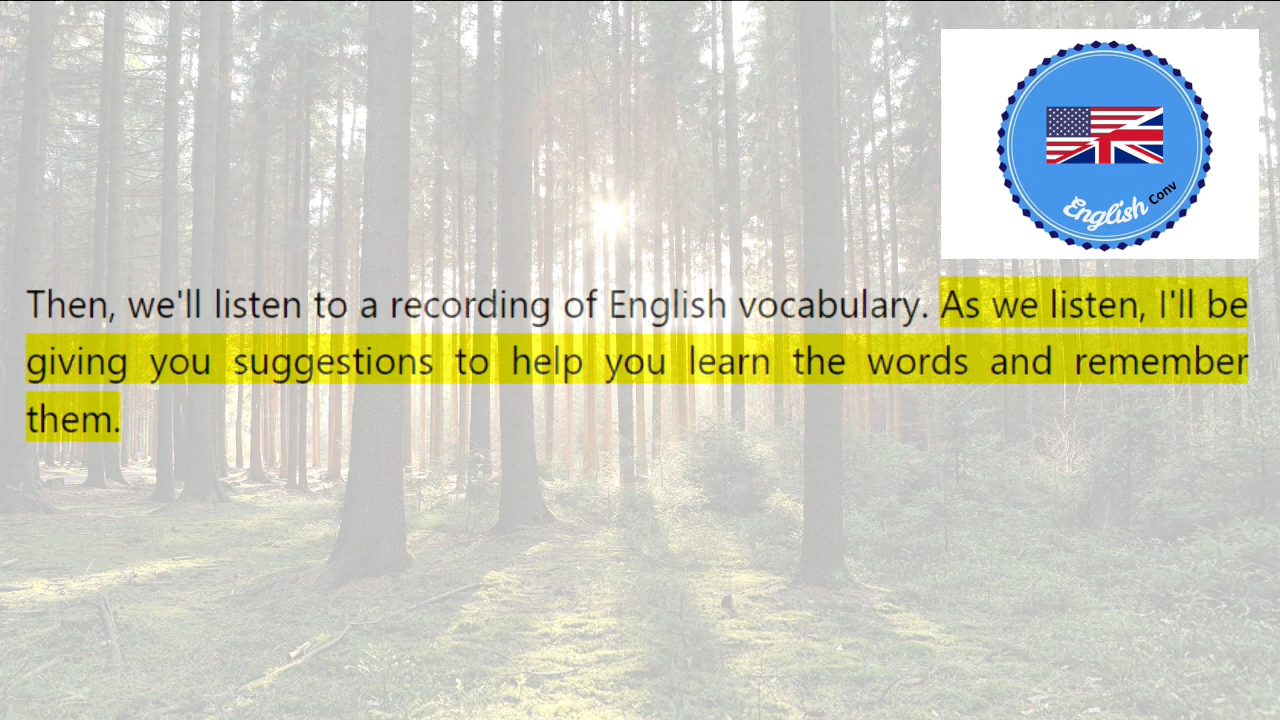 English Conv
Then, we'll listen to a recording of English vocabulary. As we listen, I'll be
giving you suggestions to help you learn the words and remember
them.